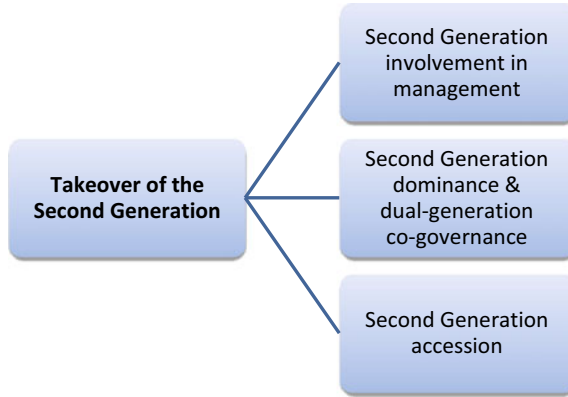 Second Generation
involvement in
management
Takeover of the
Second Generation
Second Generation
dominance &
dual-generation
co-governance
Second Generation
accession